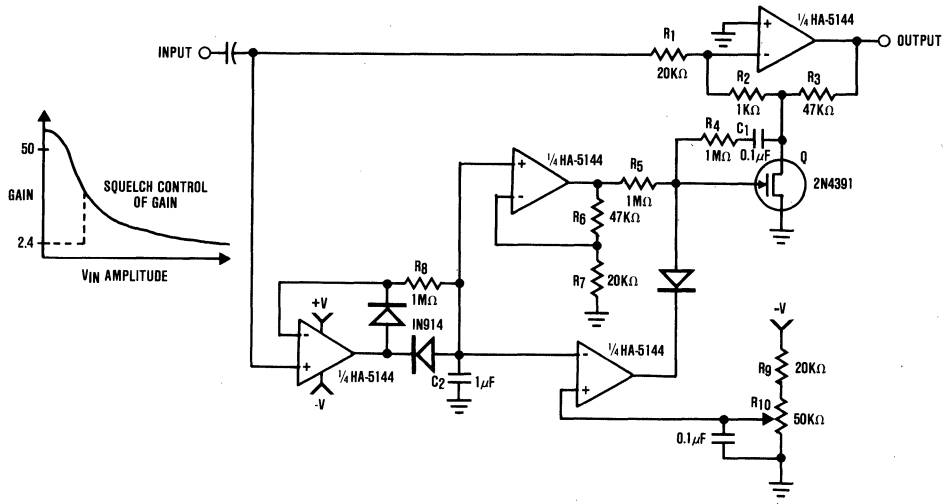 ¼ HA-5144
+
-
INPUT
R1
20KΩ
OUTPUT
R2
1KΩ
R3
47KΩ
R4
1MΩ
C1
0.1µF
Q
2N4391
50
GAIN
2.4
SQUELCH CONTROL
OF GAIN
VIN AMPLITUDE
¼ HA-5144
+
-
R5
1MΩ
R6
47KΩ
R7
20KΩ
R8
1MΩ
IN914
+V
-
+
-V
¼ HA-5144
C2
1µF
¼ HA-5144
-
+
-V
R9
20KΩ
R10
50KΩ
0.1µF